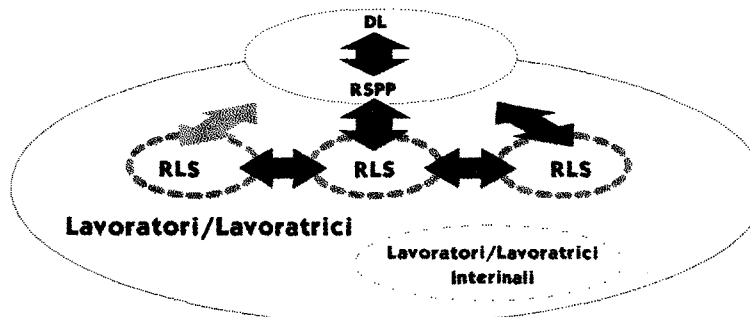 DL
RSPP
RLS
RLS
RLS
Lavoratori/Lavoratrici
Lavoratori/Lavoratrici
Interinali